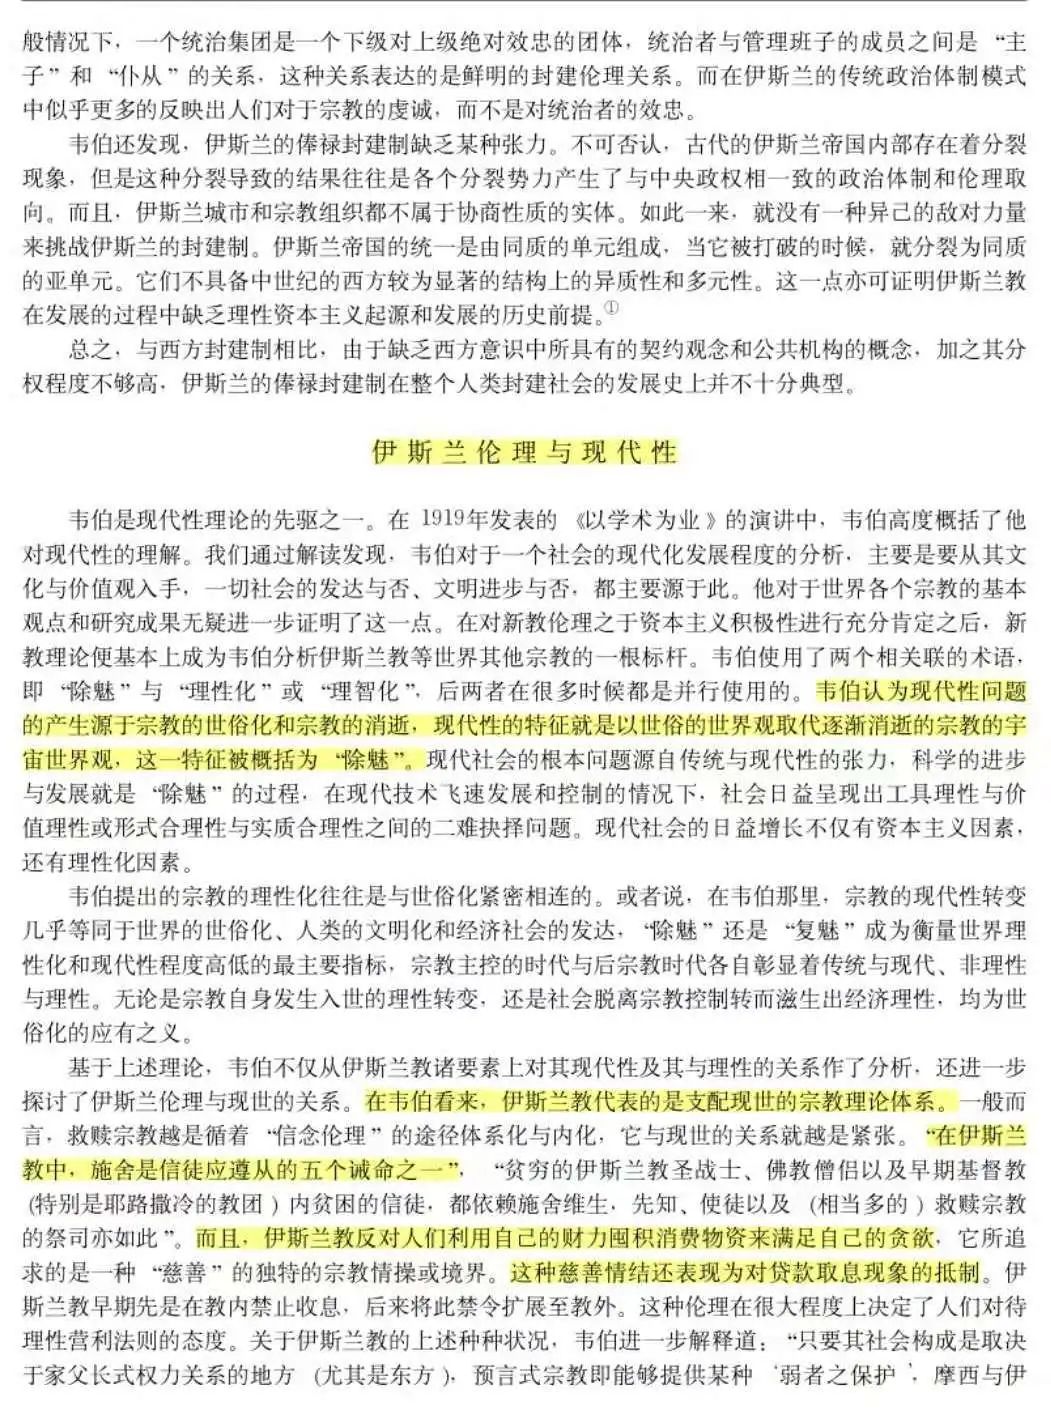 般情况下，一个统治集团是一个下级对上级绝对效忠的团体，统治者与管理班子的成员之间是“主
子”和“仆从”的关系，这种关系表达的是鲜明的封建伦理关系。而在伊斯兰的传统政治体制模式
中似乎更多的反映出人们对于宗教的虔诚，而不是对统治者的效忠。
韦伯还发现，伊斯兰的俸禄封建制缺乏某种张力。不可否认，古代的伊斯兰帝国内部存在着分裂
现象，但是这种分裂导致的结果往往是各个分裂势力产生了与中央政权相一致的政治体制和伦理取
向。而且，伊斯兰城市和宗教组织都不属于协商性质的实体。如此一来，就没有一种异己的敌对力量
来挑战伊斯兰的封建制。伊斯兰帝国的统一是由同质的单元组成，当它被打破的时候，就分裂为同质
的亚单元。它们不具备中世纪的西方较为显著的结构上的异质性和多元性。这一点亦可证明伊斯兰教
在发展的过程中缺乏理性资本主义起源和发展的历史前提。①
总之，与西方封建制相比，由于缺乏西方意识中所具有的契约观念和公共机构的概念，加之其分
权程度不够高，伊斯兰的俸禄封建制在整个人类封建社会的发展史上并不十分典型。
伊斯兰伦理与现代性
韦伯是现代性理论的先驱之一。在 1919年发表的《以学术为业》的演讲中，韦伯高度概括了他
对现代性的理解。我们通过解读发现，韦伯对于一个社会的现代化发展程度的分析，主要是要从其文
化与价值观入手，一切社会的发达与否、文明进步与否，都主要源于此。他对于世界各个宗教的基本
观点和研究成果无疑进一步证明了这一点。在对新教伦理之于资本主义积极性进行充分肯定之后，新
教理论便基本上成为韦伯分析伊斯兰教等世界其他宗教的一根标杆。韦伯使用了两个相关联的术语，
即“除魅”与“理性化”或“理智化”，后两者在很多时候都是并行使用的。韦伯认为现代性问题
的产生源于宗教的世俗化和宗教的消逝，现代性的特征就是以世俗的世界观取代逐渐消逝的宗教的宇
宙世界观，这一特征被概括为“除魅”。现代社会的根本问题源自传统与现代性的张力，科学的进步
与发展就是“除魅”的过程，在现代技术飞速发展和控制的情况下，社会日益呈现出工具理性与价
值理性或形式合理性与实质合理性之间的二难抉择问题。现代社会的日益增长不仅有资本主义因素，
还有理性化因素。
韦伯提出的宗教的理性化往往是与世俗化紧密相连的。或者说，在韦伯那里，宗教的现代性转变
几乎等同于世界的世俗化、人类的文明化和经济社会的发达，“除魅”还是“复魅”成为衡量世界理
性化和现代性程度高低的最主要指标，宗教主控的时代与后宗教时代各自彰显着传统与现代、非理性
与理性。无论是宗教自身发生入世的理性转变，还是社会脱离宗教控制转而滋生出经济理性，均为世
俗化的应有之义。
基于上述理论，韦伯不仅从伊斯兰教诸要素上对其现代性及其与理性的关系作了分析，还进一步
探讨了伊斯兰伦理与现世的关系。在韦伯看来，伊斯兰教代表的是支配现世的宗教理论体系。一般而
言，救赎宗教越是循着“信念伦理”的途径体系化与内化，它与现世的关系就越是紧张。“在伊斯兰
教中，施舍是信徒应遵从的五个诫命之一”，“贫穷的伊斯兰教圣战士、佛教僧侣以及早期基督教
(特别是耶路撒冷的教团）内贫困的信徒，都依赖施舍维生，先知、使徒以及（相当多的）救赎宗教
的祭司亦如此”。而且，伊斯兰教反对人们利用自己的财力囤积消费物资来满足自己的贪欲，它所追
求的是一种“慈善”的独特的宗教情操或境界。这种慈善情结还表现为对贷款取息现象的抵制。伊
斯兰教早期先是在教内禁止收息，后来将此禁令扩展至教外。这种伦理在很大程度上决定了人们对待
理性营利法则的态度。关于伊斯兰教的上述种种状况，韦伯进一步解释道：“只要其社会构成是取决
于家父长式权力关系的地方（尤其是东方），预言式宗教即能够提供某种‘弱者之保护’，摩西与伊